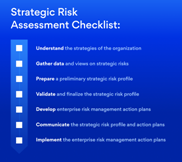 Strategic Risk
Assessment Checklist:
Understand the strategies of the organization
Gather data and views on strategic risks
Prepare a preliminary strategic risk profile
Validate and finalize the strategic risk profile
Develop enterprise risk management action plans
Communicate the strategic risk profile and action plans
Implement the enterprise risk management action plans